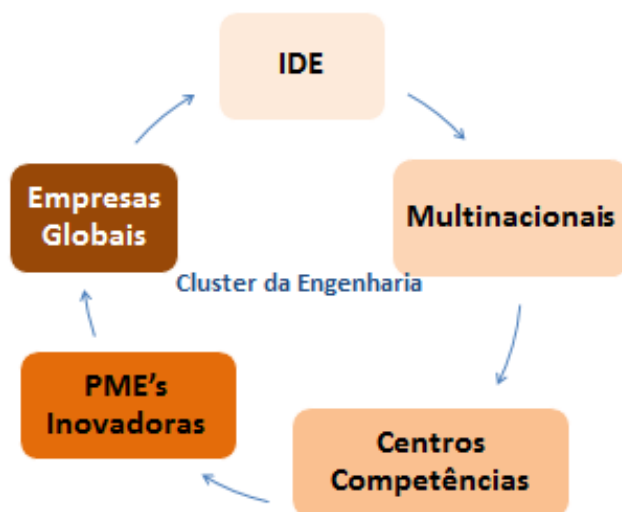 IDE
Multinacionais
Centros
Competências
PME's
Inovadoras
Empresas
Globais
Cluster da Engenharia